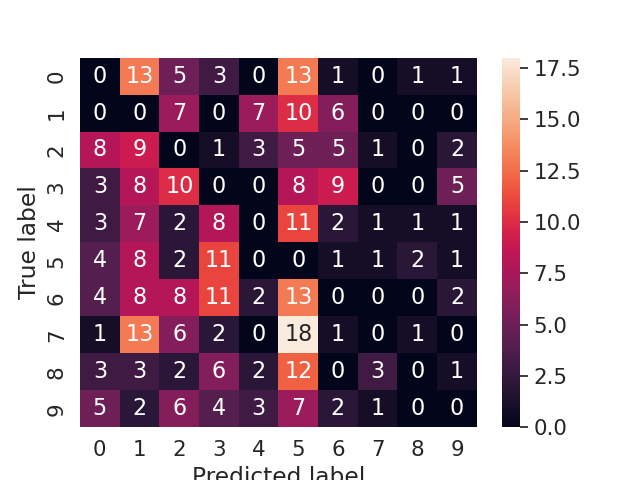 0 0 13 5 3 0 13 1 0 1 1
1 0 0 7 0 7 10 6 0 0 0
2 8 9 0 1 3 5 5 1 0 2
3 3 8 10 0 0 8 9 0 0 5
4 3 7 2 8 0 11 2 1 1 1
5 4 8 2 11 0 0 1 1 2 1
6 4 8 8 11 2 13 0 0 0 2
7 1 13 6 2 0 18 1 0 1 0
8 3 3 2 6 2 12 0 3 0 1
9 5 2 6 4 3 7 2 1 0 0
0 1 2 3 4 5 6 7 8 9
Predicted label
True label
17.5
15.0
12.5
10.0
7.5
5.0
2.5
0.0